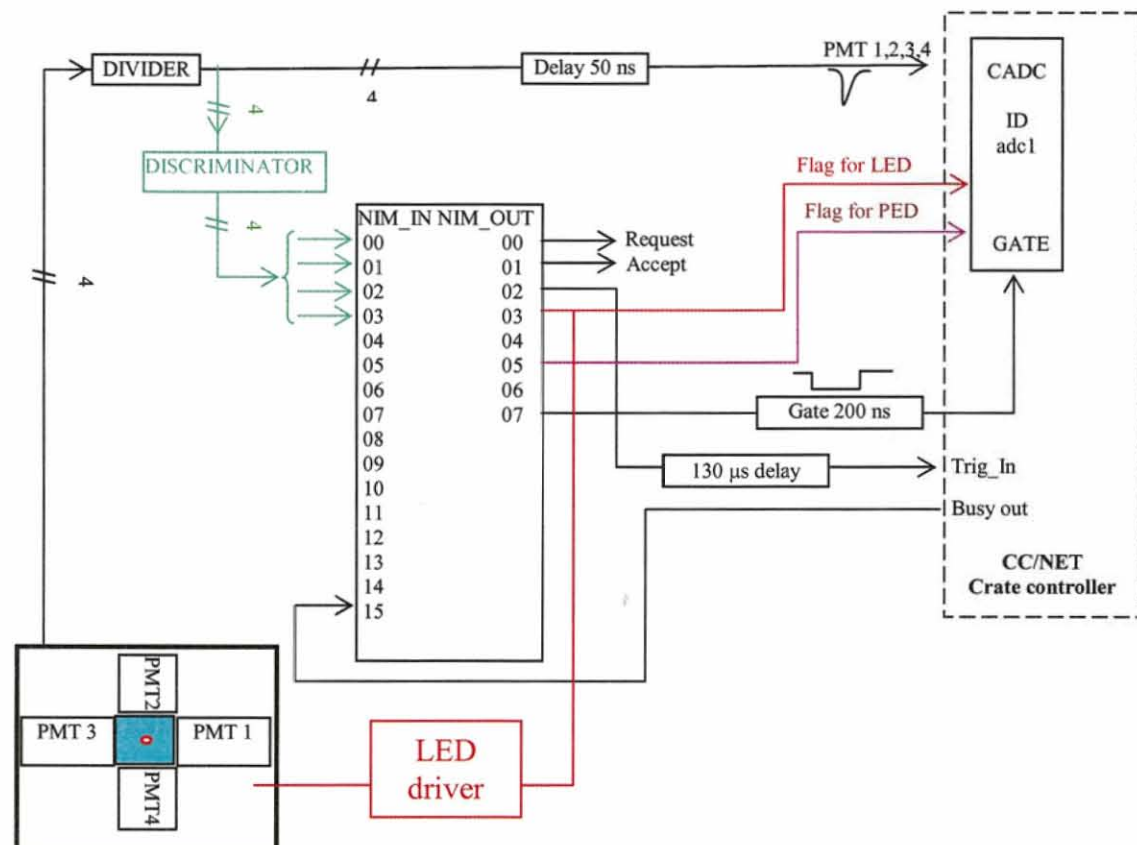 DIVIDER
4
Delay 50 ns
PMT 1,2,3,4
CADC
ID
adc1
GATE
4
DISCRIMINATOR
4
4
Flag for LED
Flag for PED
NIM_IN NIM_OUT
00
01
02
03
04
05
06
07
08
09
10
11
12
13
14
15
00
01
02
03
04
05
06
07
Request
Accept
Gate 200 ns
130 µs delay
Trig_In
Busy out
CC/NET
Crate controller
PMT2
PMT 3
PMT 1
PMT4
LED
driver